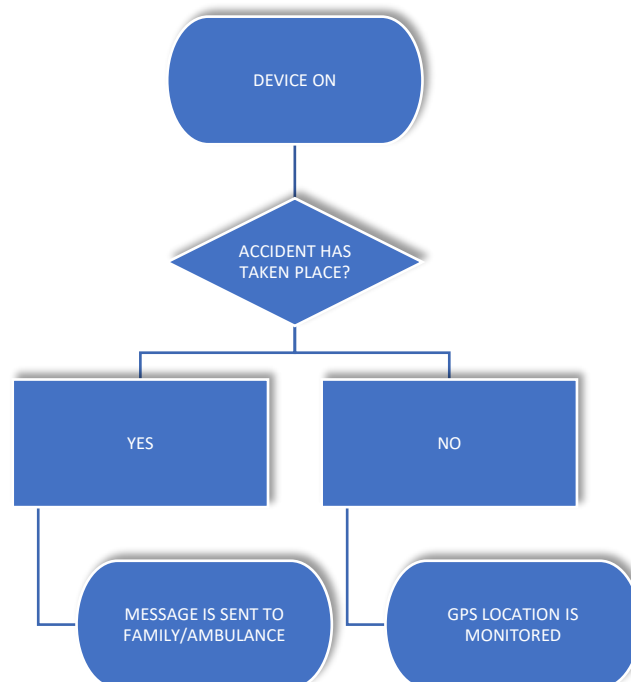 DEVICE ON
ACCIDENT HAS
TAKEN PLACE?
YES
NO
MESSAGE IS SENT TO
FAMILY/AMBULANCE
GPS LOCATION IS
MONITORED